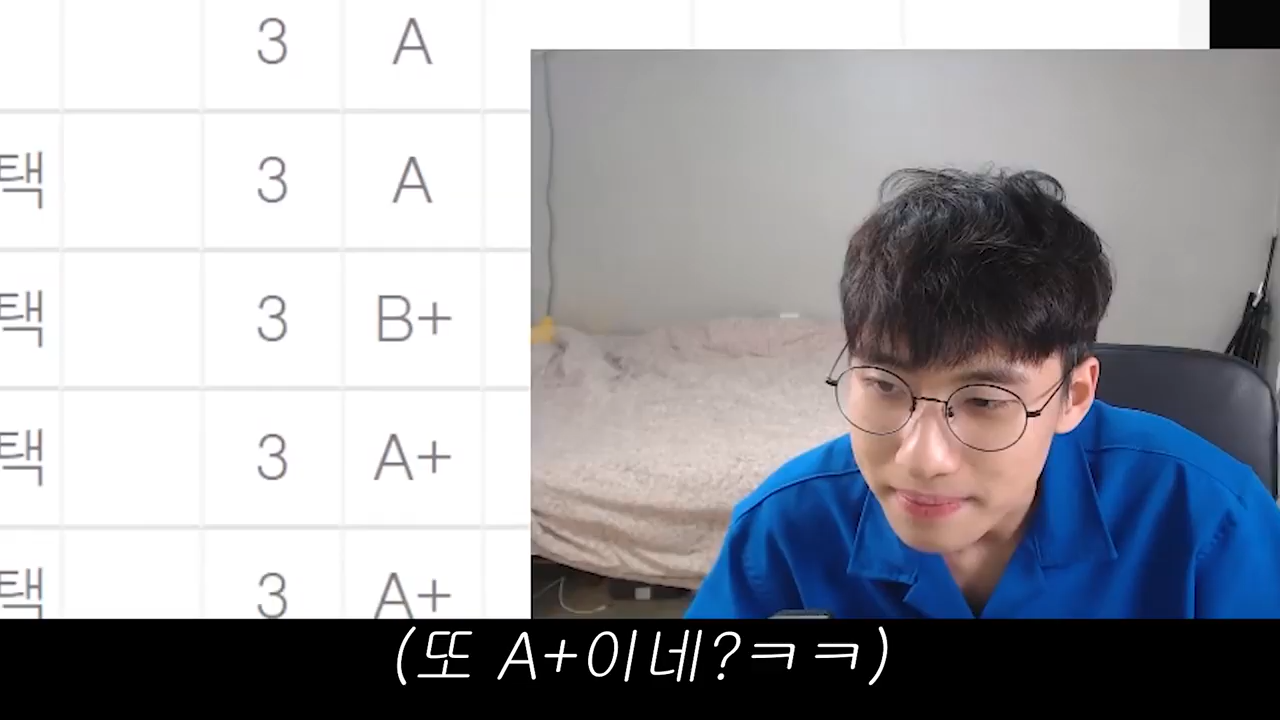 3 A
택 3 A
택 3 B+
택 3 A+
택 3 A+
(또 A+이네?ㅋㅋ)